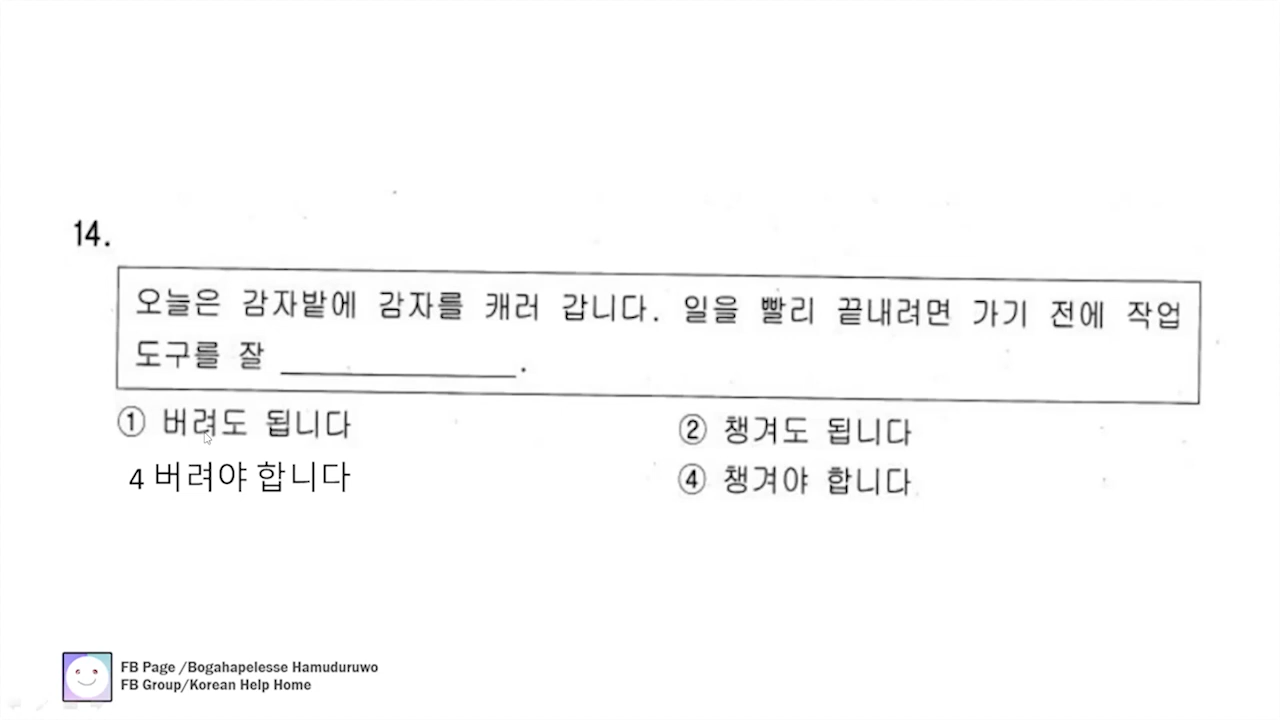 14.
오늘은 감자밭에 감자를 캐러 갑니다. 일을 빨리 끝내려면 가기 전에 작업
도구를 잘 ______________.
① 버려도 됩니다
② 챙겨도 됩니다
4 버려야 합니다
④ 챙겨야 합니다
FB Page /Bogahapelesse Hamuduruwo
FB Group/Korean Help Home